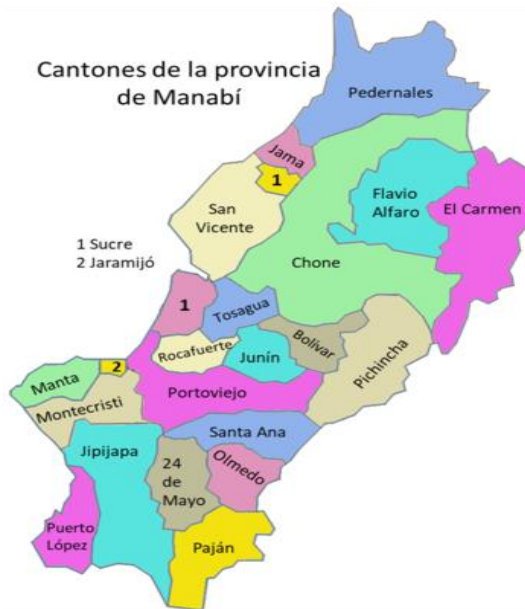 Cantones de la provincia
de Manabí
Pedernales
Jama
1
Flavio
Alfaro
El Carmen
San
Vicente
1 Sucre
2 Jaramijó
Chone
1
Tosagua
Rocafuerte
Junín
Bolívar
Pichincha
2
Manta
Montecristi
Portoviejo
Santa Ana
Jipijapa
24
de
Mayo
Olmedo
Puerto
López
Paján